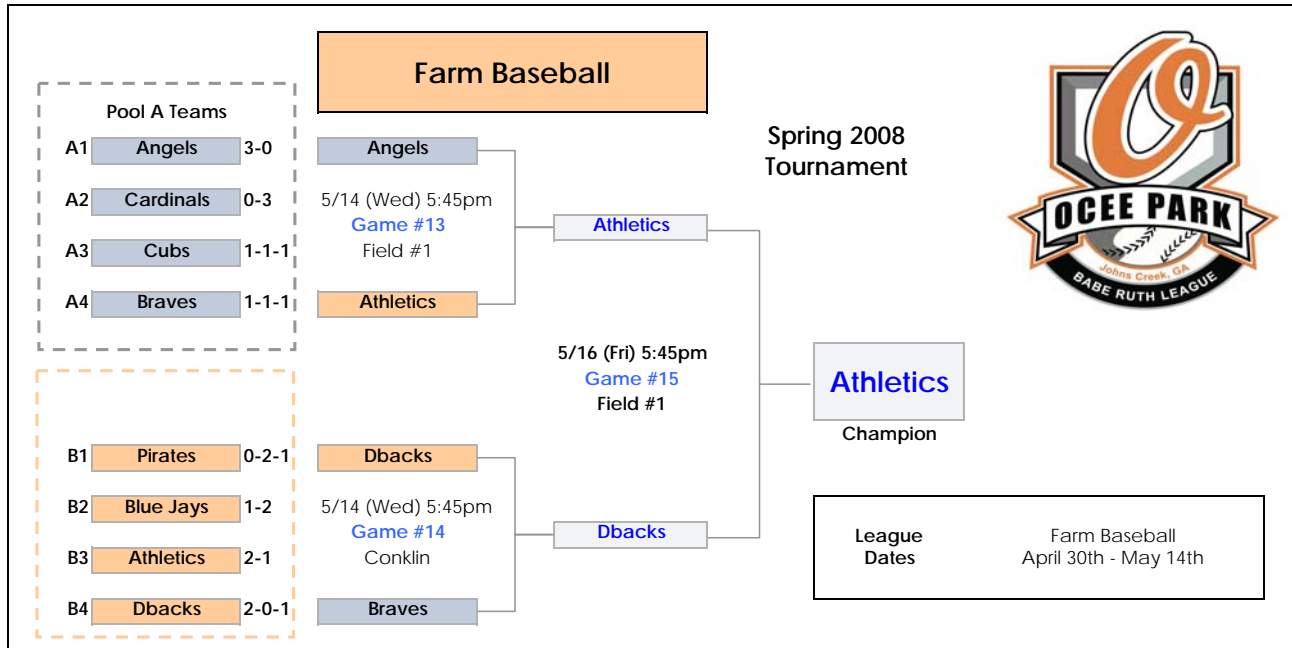 Farm Baseball
Spring 2008
Tournament
O
OCEE PARK
Johns Creek, GA
BABE RUTH LEAGUE
Pool A Teams
A1 Angels 3-0
A2 Cardinals 0-3
A3 Cubs 1-1-1
A4 Braves 1-1-1
B1 Pirates 0-2-1
B2 Blue Jays 1-2
B3 Athletics 2-1
B4 Dbacks 2-0-1
Angels
5/14 (Wed) 5:45pm
Game #13
Field #1
Athletics
Dbacks
5/14 (Wed) 5:45pm
Game #14
Conklin
Braves
Athletics
5/16 (Fri) 5:45pm
Game #15
Field #1
Dbacks
Athletics
Champion
League Farm Baseball
Dates April 30th - May 14th